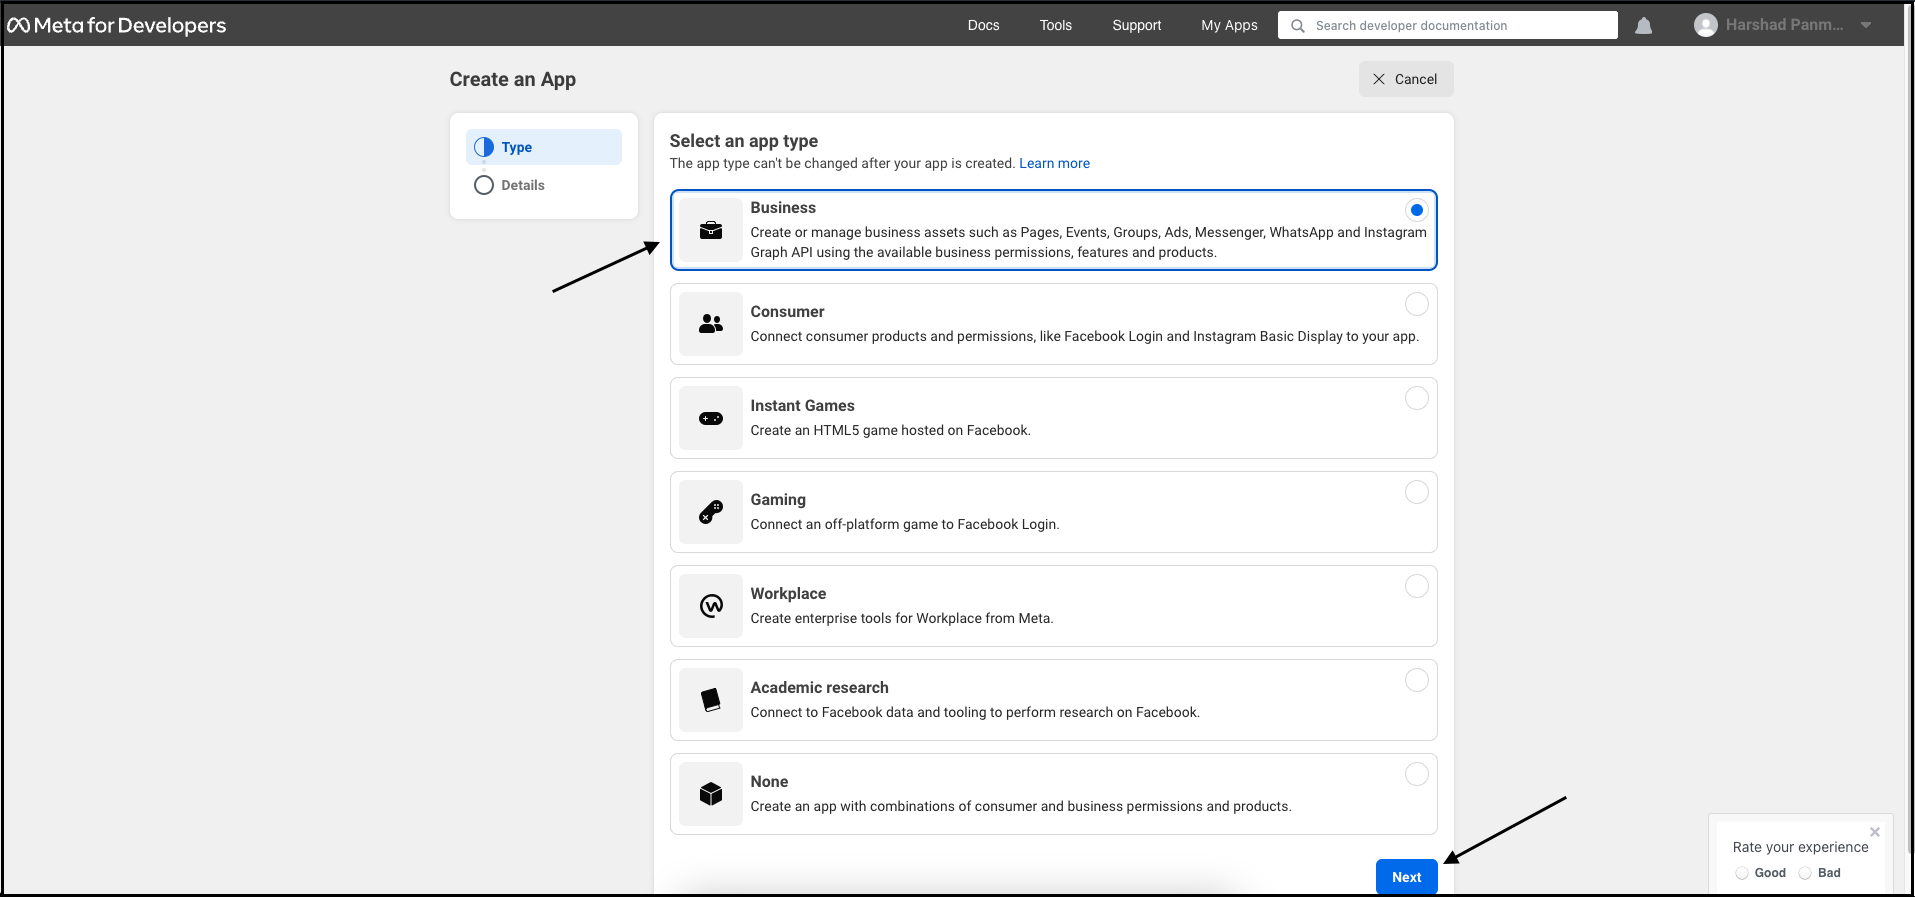 Meta for Developers
Docs
Tools
Support
My Apps
Search developer documentation
Harshad Panm...
Create an App
Cancel
Type
Details
Select an app type
The app type can't be changed after your app is created. Learn more
Business
Create or manage business assets such as Pages, Events, Groups, Ads, Messenger, WhatsApp and Instagram
Graph API using the available business permissions, features and products.
Consumer
Connect consumer products and permissions, like Facebook Login and Instagram Basic Display to your app.
Instant Games
Create an HTML5 game hosted on Facebook.
Gaming
Connect an off-platform game to Facebook Login.
Workplace
Create enterprise tools for Workplace from Meta.
Academic research
Connect to Facebook data and tooling to perform research on Facebook.
None
Create an app with combinations of consumer and business permissions and products.
Next
Rate your experience
Good
Bad